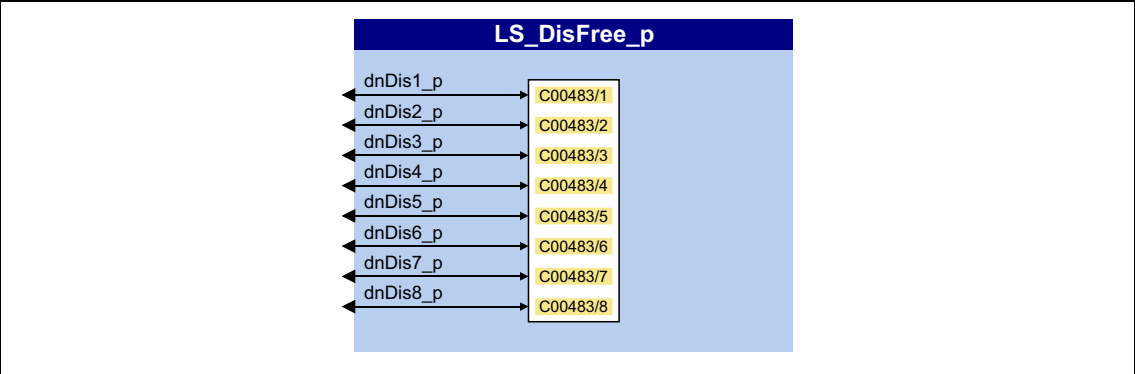 LS_DisFree_p
dnDis1_p
C00483/1
dnDis2_p
C00483/2
dnDis3_p
C00483/3
dnDis4_p
C00483/4
dnDis5_p
C00483/5
dnDis6_p
C00483/6
dnDis7_p
C00483/7
dnDis8_p
C00483/8